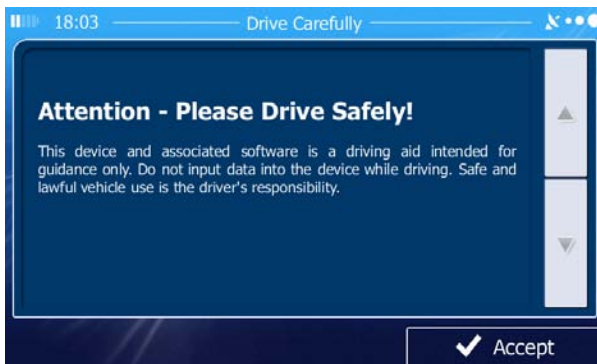 18:03 Drive Carefully
Attention - Please Drive Safely!
This device and associated software is a driving aid intended for
guidance only. Do not input data into the device while driving. Safe and
lawful vehicle use is the driver's responsibility.
Accept